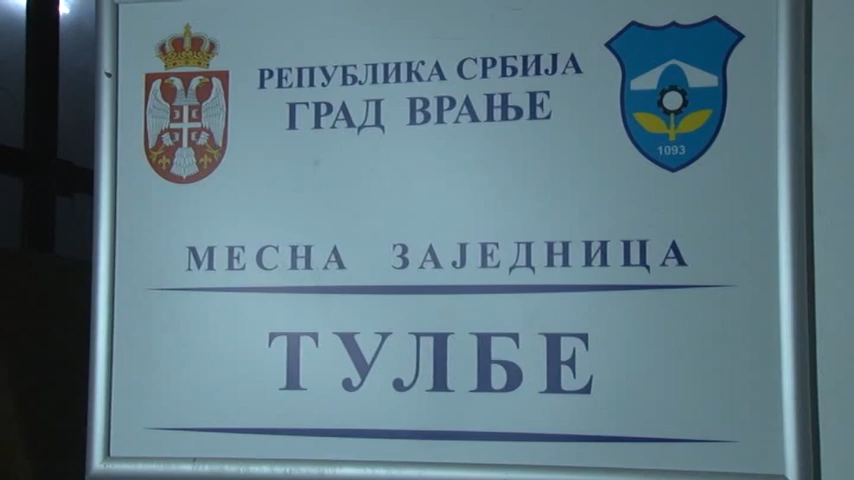 РЕПУБЛИКА СРБИЈА
ГРАД ВРАЊЕ
1093
МЕСНА ЗАЈЕДНИЦА
ТУЛБЕ